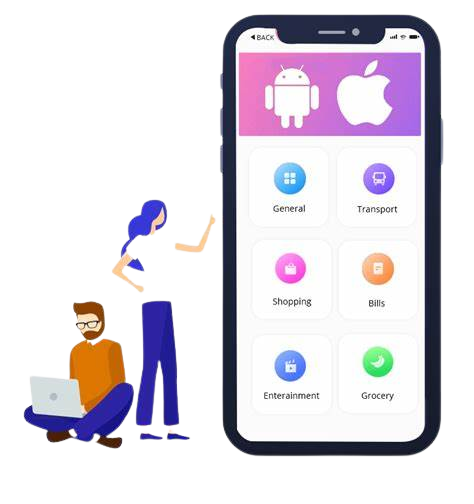 BACK
General
Transport
Shopping
Bills
Enterainment
Grocery